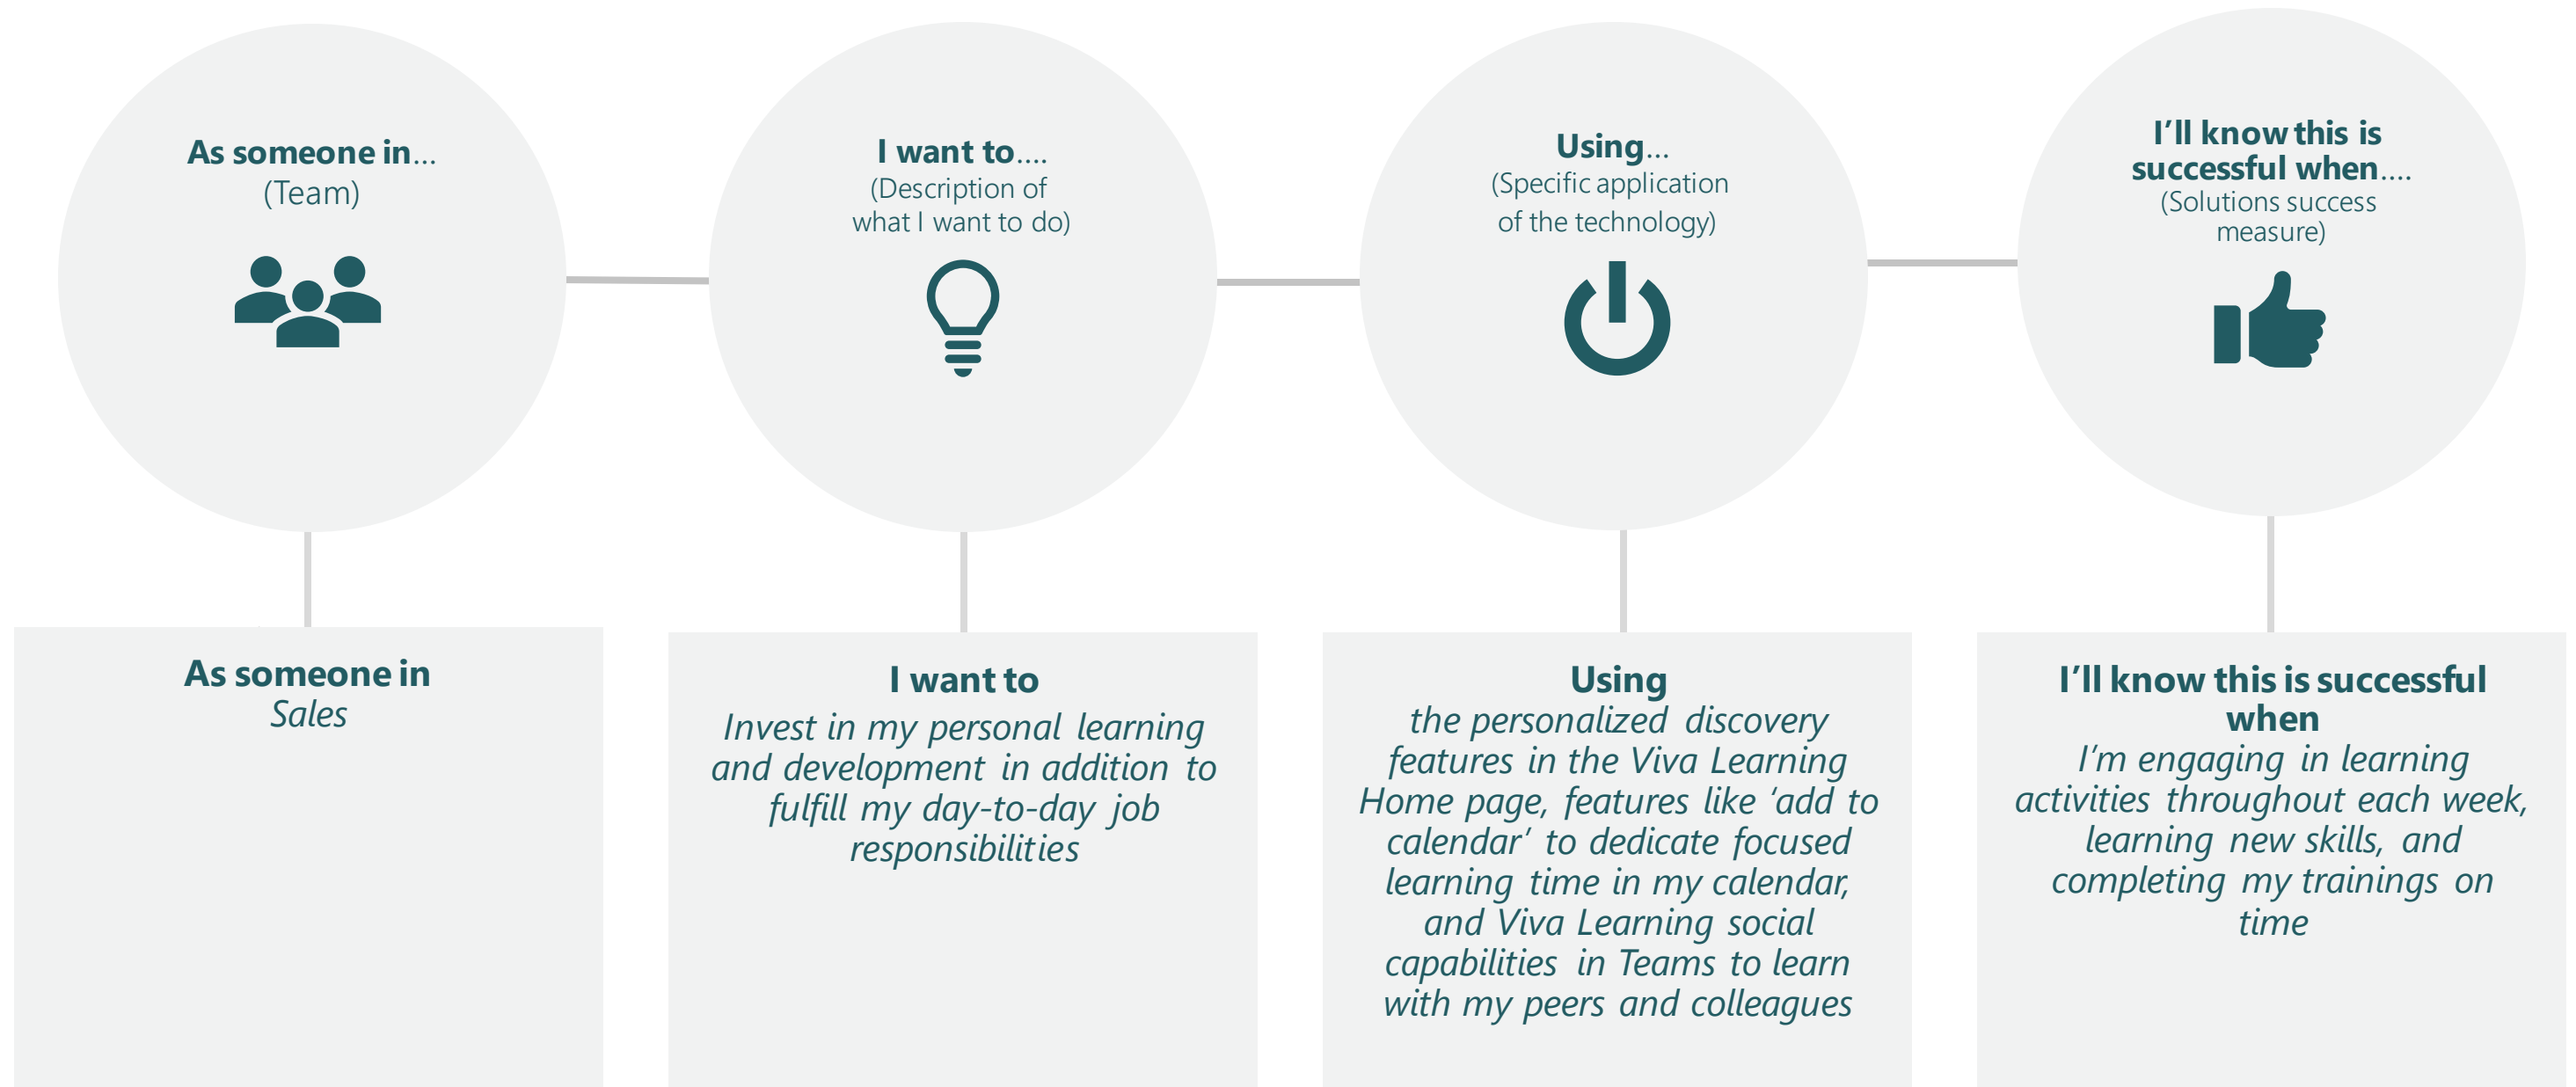 As someone in...
(Team)
I want to....
(Description of
what I want to do)
Using...
(Specific application
of the technology)
I’ll know this is
successful when....
(Solutions success
measure)
As someone in
Sales
I want to
Invest in my personal learning
and development in addition to
fulfill my day-to-day job
responsibilities
Using
the personalized discovery
features in the Viva Learning
Home page, features like ‘add to
calendar’ to dedicate focused
learning time in my calendar,
and Viva Learning social
capabilities in Teams to learn
with my peers and colleagues
I’ll know this is successful
when
I’m engaging in learning
activities throughout each week,
learning new skills, and
completing my trainings on
time